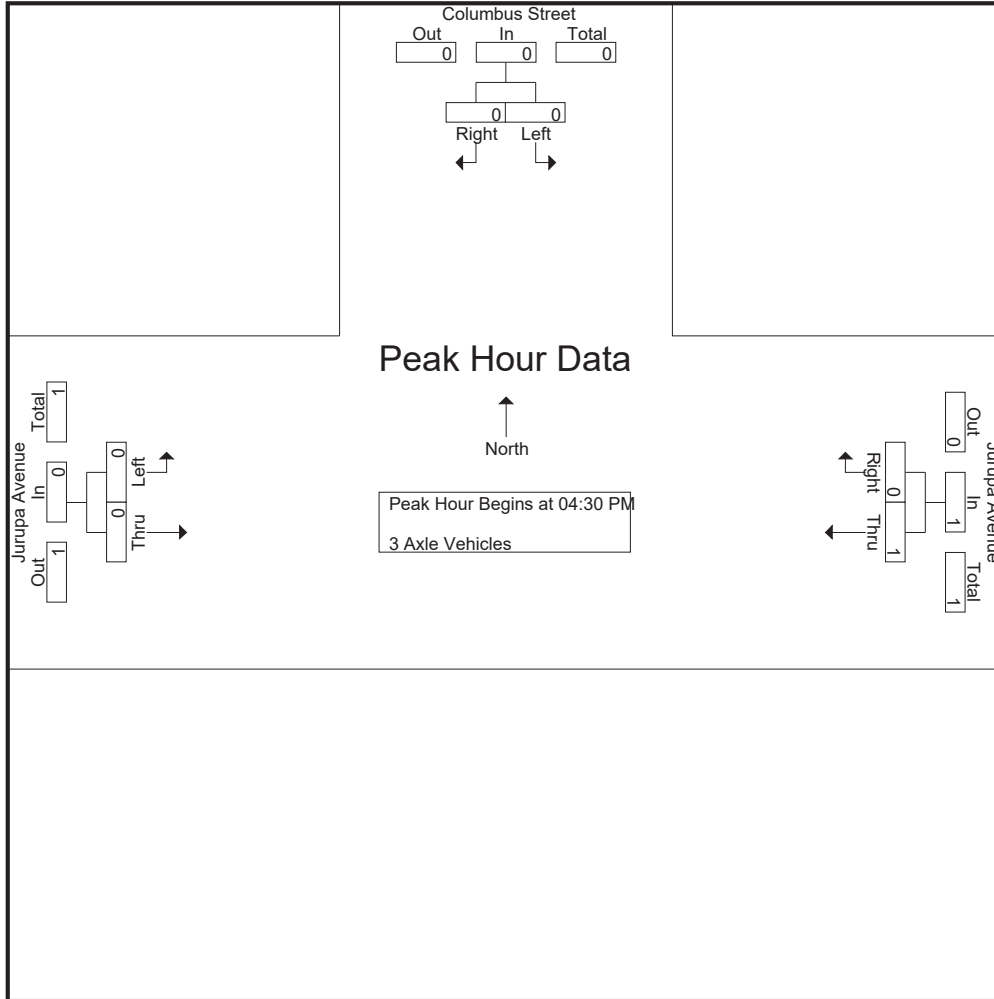 Columbus Street
Out In Total
0 0 0
0 0
Right Left
Peak Hour Data
North
Peak Hour Begins at 04:30 PM
3 Axle Vehicles
Jurupa Avenue
Out In Total
1 0 1
0 0
Thru Left
Jurupa Avenue
Out In Total
0 1 1
0 1
Right Thru